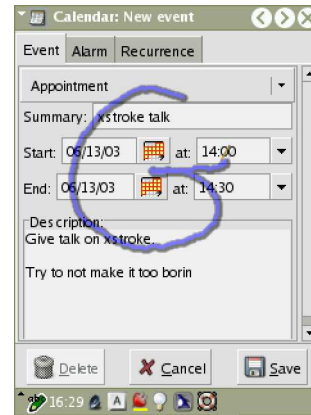 Calendar: New event
Event Alarm Recurrence
Appointment
Summary: xstroke talk
Start: 06/13/03 at: 14:00
End: 06/13/03 at: 14:30
Description:
Give talk on xstroke.
Try to not make it too borin
Delete Cancel Save
16:29 A